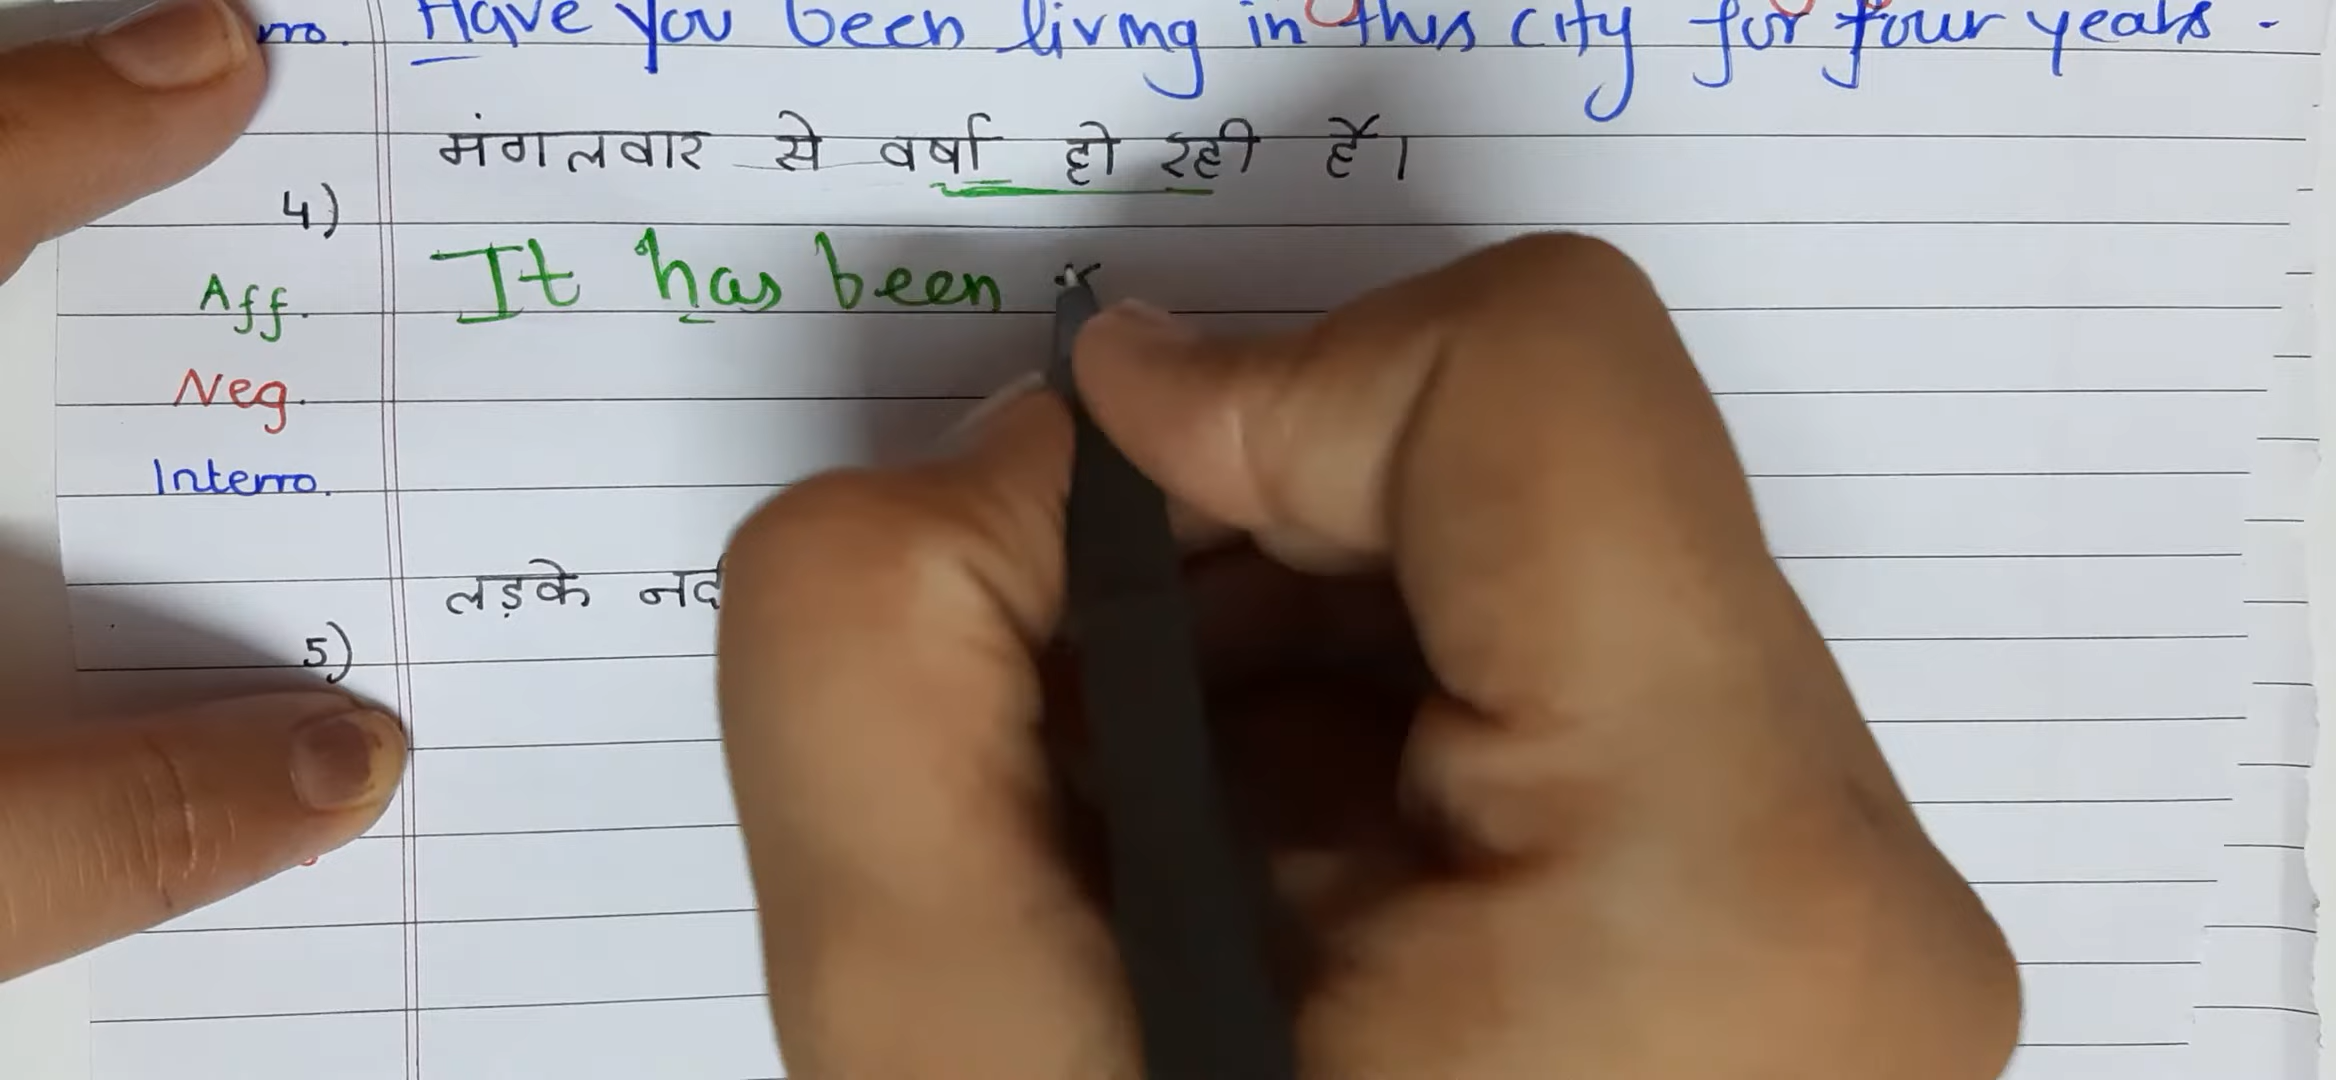 rro. Have you been living in this city for four years.
मंगलवार से वर्षा हो रही हैं।
4)
Aff. It has been
Neg.
Interro.
लड़के
5)